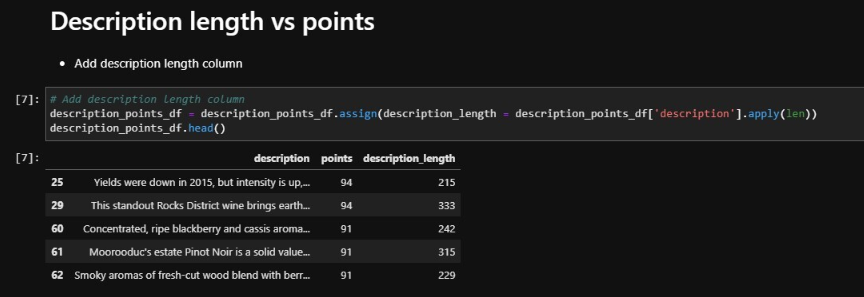 Description length vs points
• Add description length column
[7]: # Add description length column
description_points_df = description_points_df.assign(description_length = description_points_df['description'].apply(len))
description_points_df.head()
[7]:
description points description_length
25 Yields were down in 2015, but intensity is up,... 94 215
29 This standout Rocks District wine brings earth... 94 333
60 Concentrated, ripe blackberry and cassis aroma... 91 242
61 Moorooduc's estate Pinot Noir is a solid value... 91 315
62 Smoky aromas of fresh-cut wood blend with berr... 91 229